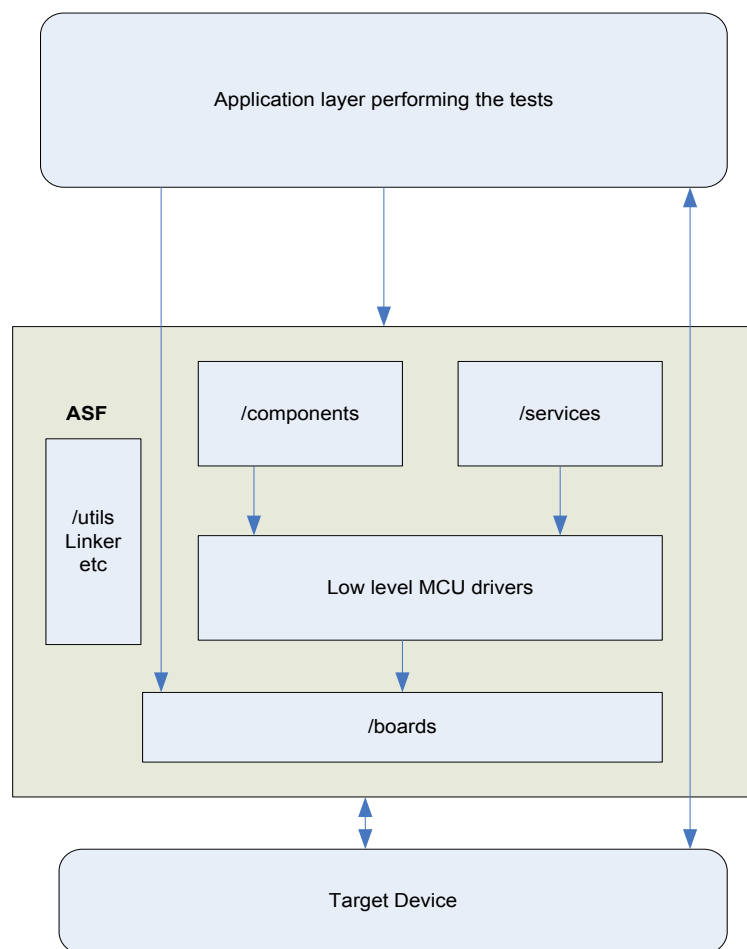 Application layer performing the tests
ASF
/components
/services
/utils
Linker
etc
Low level MCU drivers
/boards
Target Device